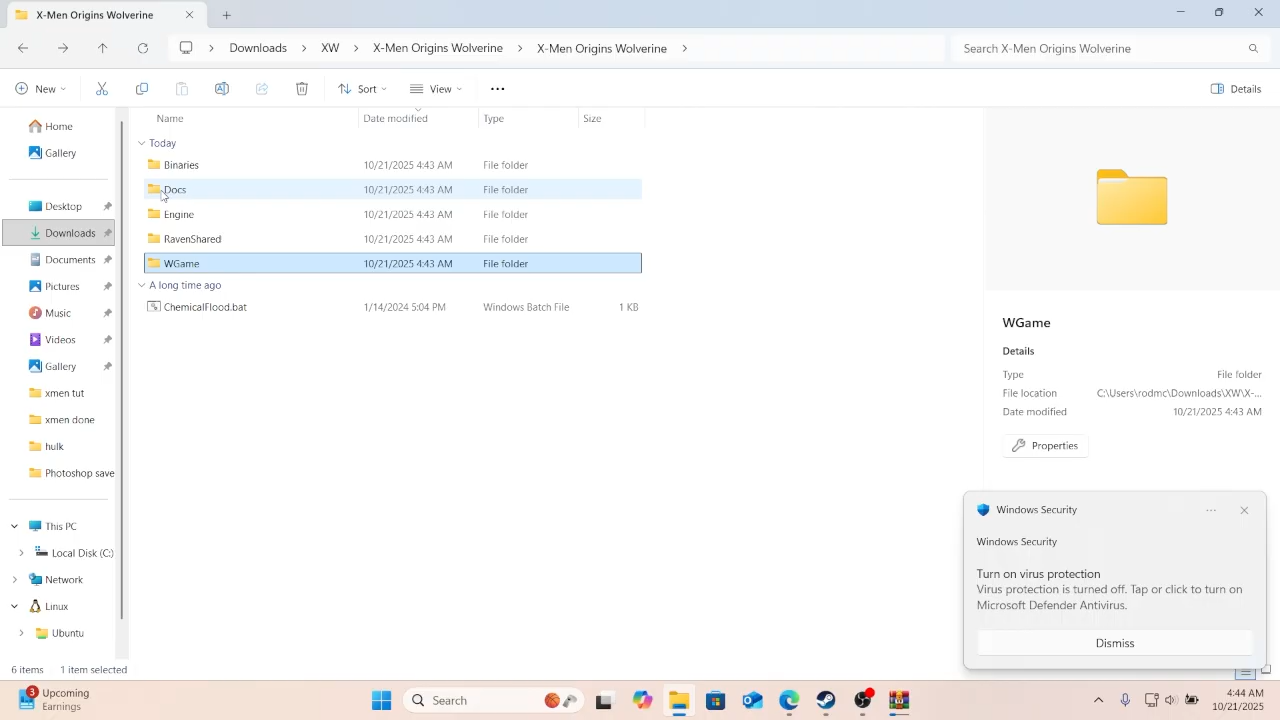 X-Men Origins Wolverine
Downloads > XW > X-Men Origins Wolverine > X-Men Origins Wolverine >
Search X-Men Origins Wolverine
New
Sort
View
Details
Name Date modified Type Size
Home
Gallery
Desktop
Downloads
Documents
Pictures
Music
Videos
Gallery
xmen tut
xmen done
hulk
Photoshop save
This PC
Local Disk (C:)
Network
Linux
Ubuntu
Today
Binaries 10/21/2025 4:43 AM File folder
Docs 10/21/2025 4:43 AM File folder
Engine 10/21/2025 4:43 AM File folder
RavenShared 10/21/2025 4:43 AM File folder
WGame 10/21/2025 4:43 AM File folder
A long time ago
ChemicalFlood.bat 1/14/2024 5:04 PM Windows Batch File 1 KB
WGame
Details
Type File folder
File location C:\Users\rodmc\Downloads\XW\X-...
Date modified 10/21/2025 4:43 AM
Properties
Windows Security
Windows Security
Turn on virus protection
Virus protection is turned off. Tap or click to turn on
Microsoft Defender Antivirus.
Dismiss
6 items 1 item selected
3
Upcoming
Earnings
Search
4:44 AM
10/21/2025